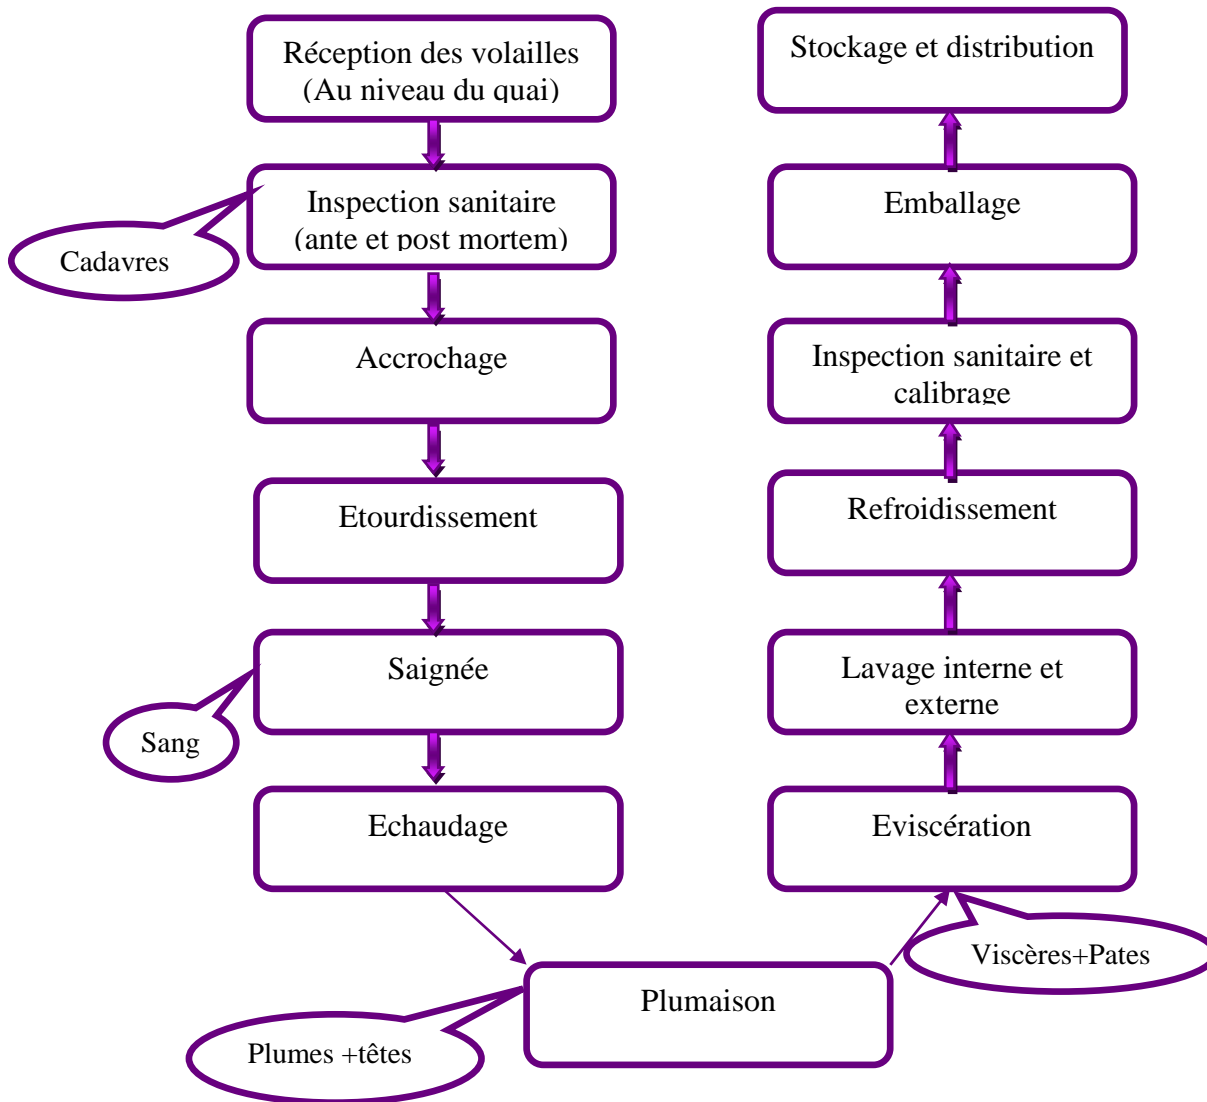 Réception des volailles
(Au niveau du quai)
Inspection sanitaire
(ante et post mortem)
Cadavres
Accrochage
Etourdissement
Saignée
Sang
Echaudage
Plumaison
Plumes +têtes
Eviscération
Viscères+Pates
Lavage interne et
externe
Refroidissement
Inspection sanitaire et
calibrage
Emballage
Stockage et distribution